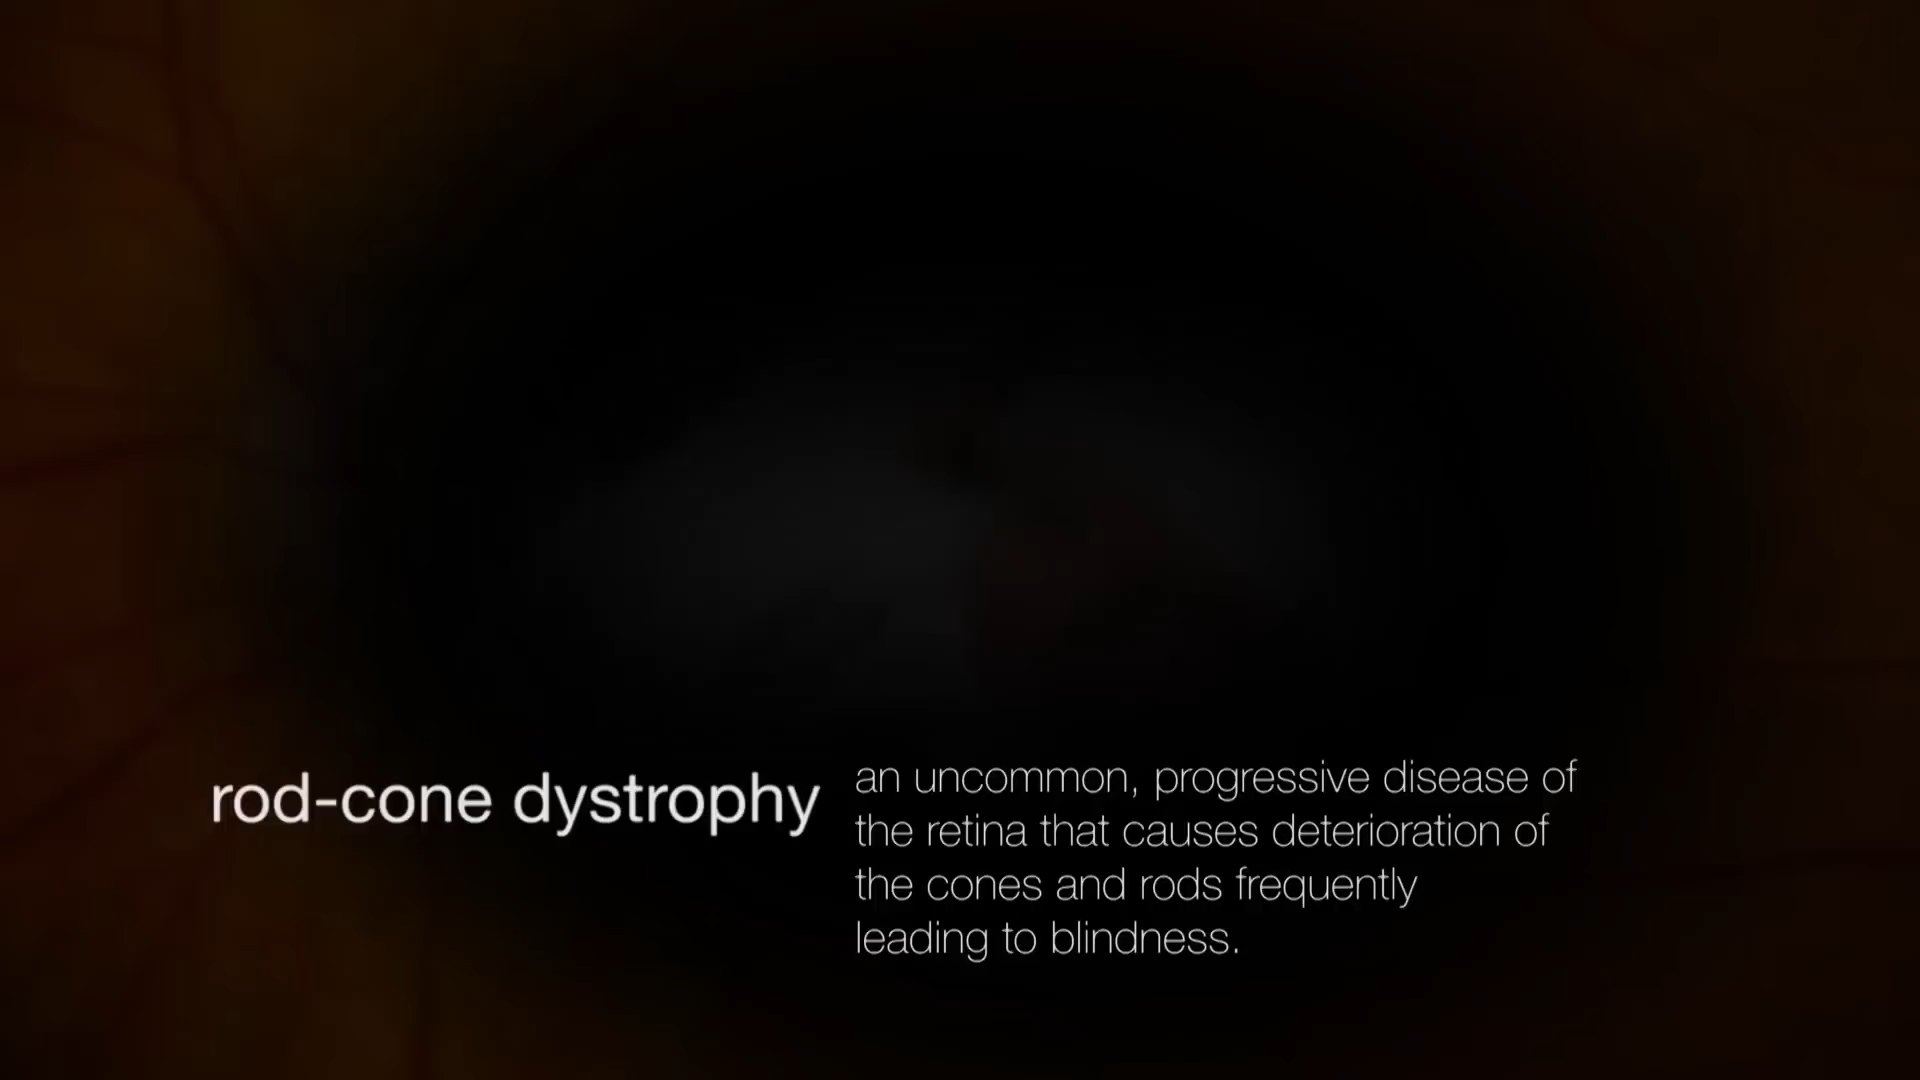 rod-cone dystrophy
an uncommon, progressive disease of
the retina that causes deterioration of
the cones and rods frequently
leading to blindness.